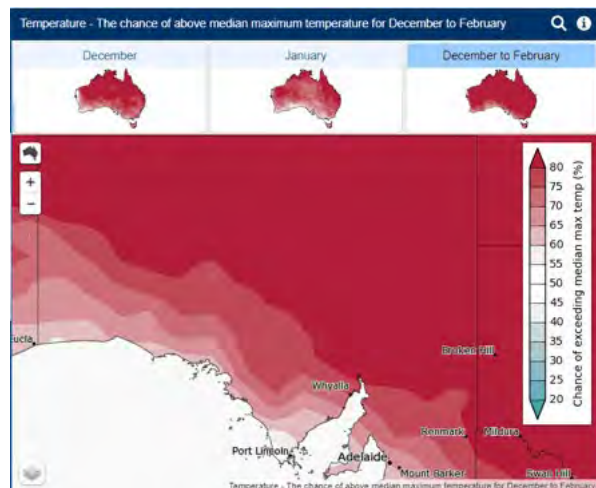 Temperature - The chance of above median maximum temperature for December to February
December
January
December to February
+
−
80
75
70
65
60
55
50
45
40
35
30
25
20
Chance of exceeding median max temp (%)
ucla
Broken Hill
Whyalla
Renmark
Mildura
Port Lincoln
Adelaide
Mount Barker
Swan Hill
Temperature - The chance of above median maximum temperature for December to February